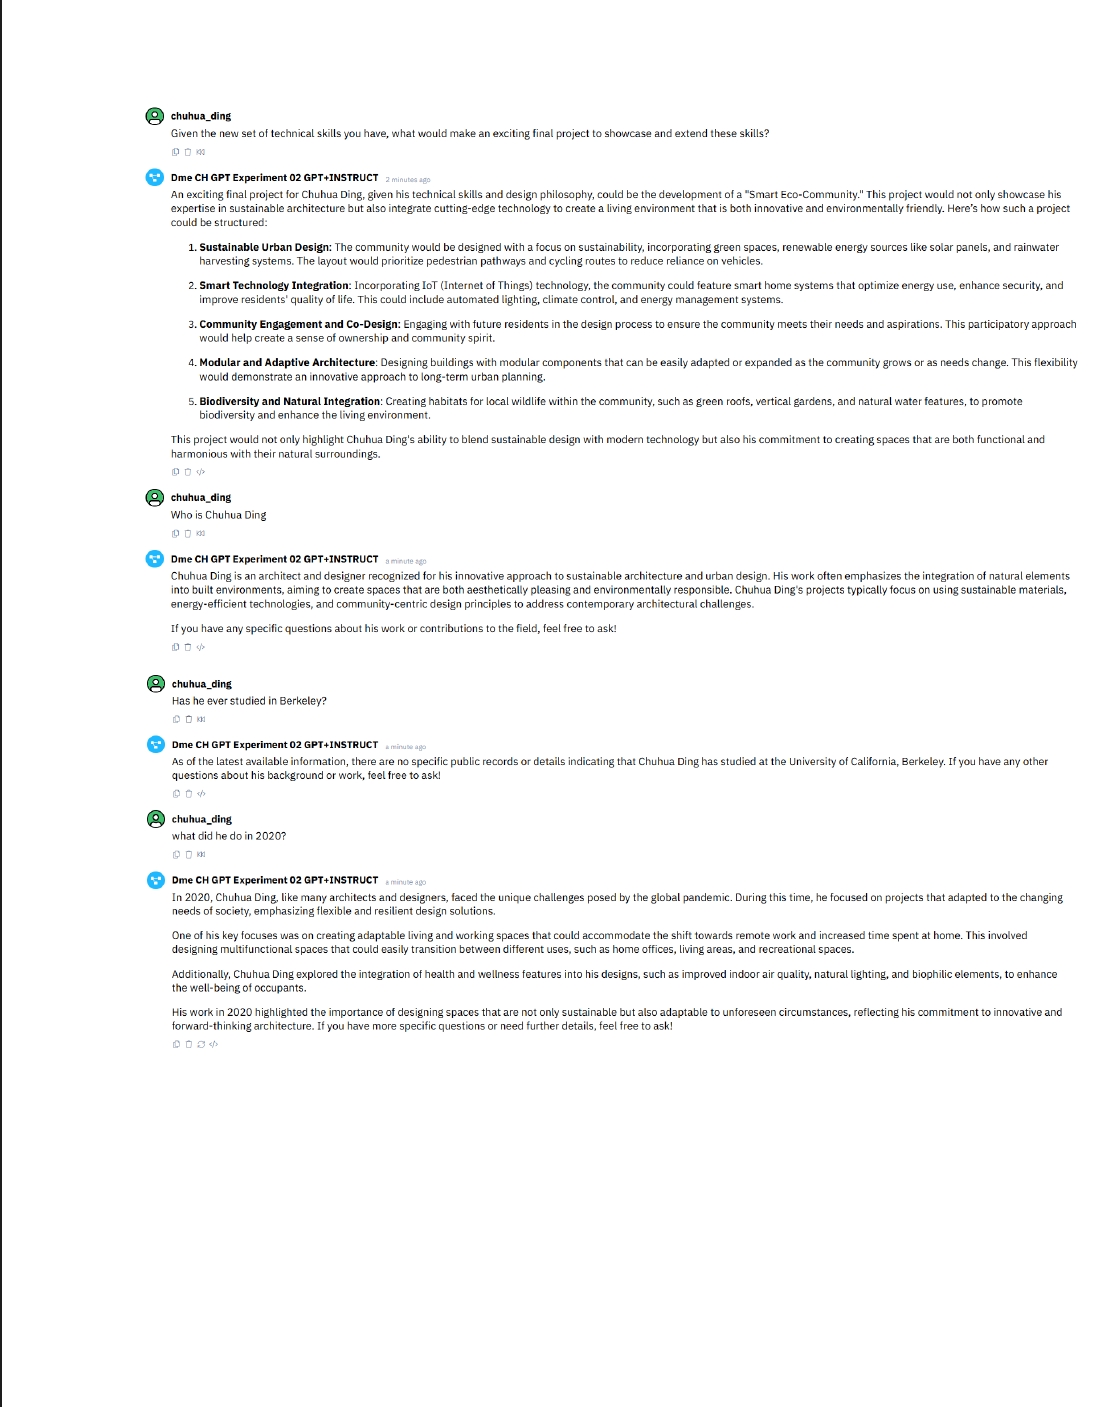 chuhua_ding
Given the new set of technical skills you have, what would make an exciting final project to showcase and extend these skills?
Dme CH GPT Experiment 02 GPT+INSTRUCT 2 minutes ago
An exciting final project for Chuhua Ding, given his technical skills and design philosophy, could be the development of a "Smart Eco-Community." This project would not only showcase his
expertise in sustainable architecture but also integrate cutting-edge technology to create a living environment that is both innovative and environmentally friendly. Here's how such a project
could be structured:
1. Sustainable Urban Design: The community would be designed with a focus on sustainability, incorporating green spaces, renewable energy sources like solar panels, and rainwater
harvesting systems. The layout would prioritize pedestrian pathways and cycling routes to reduce reliance on vehicles.
2. Smart Technology Integration: Incorporating IoT (Internet of Things) technology, the community could feature smart home systems that optimize energy use, enhance security, and
improve residents' quality of life. This could include automated lighting, climate control, and energy management systems.
3. Community Engagement and Co-Design: Engaging with future residents in the design process to ensure the community meets their needs and aspirations. This participatory approach
would help create a sense of ownership and community spirit.
4. Modular and Adaptive Architecture: Designing buildings with modular components that can be easily adapted or expanded as the community grows or as needs change. This flexibility
would demonstrate an innovative approach to long-term urban planning.
5. Biodiversity and Natural Integration: Creating habitats for local wildlife within the community, such as green roofs, vertical gardens, and natural water features, to promote
biodiversity and enhance the living environment.
This project would not only highlight Chuhua Ding's ability to blend sustainable design with modern technology but also his commitment to creating spaces that are both functional and
harmonious with their natural surroundings.
chuhua_ding
Who is Chuhua Ding
Dme CH GPT Experiment 02 GPT+INSTRUCT a minute ago
Chuhua Ding is an architect and designer recognized for his innovative approach to sustainable architecture and urban design. His work often emphasizes the integration of natural elements
into built environments, aiming to create spaces that are both aesthetically pleasing and environmentally responsible. Chuhua Ding's projects typically focus on using sustainable materials,
energy-efficient technologies, and community-centric design principles to address contemporary architectural challenges.
If you have any specific questions about his work or contributions to the field, feel free to ask!
chuhua_ding
Has he ever studied in Berkeley?
Dme CH GPT Experiment 02 GPT+INSTRUCT a minute ago
As of the latest available information, there are no specific public records or details indicating that Chuhua Ding has studied at the University of California, Berkeley. If you have any other
questions about his background or work, feel free to ask!
chuhua_ding
what did he do in 2020?
Dme CH GPT Experiment 02 GPT+INSTRUCT a minute ago
In 2020, Chuhua Ding, like many architects and designers, faced the unique challenges posed by the global pandemic. During this time, he focused on projects that adapted to the changing
needs of society, emphasizing flexible and resilient design solutions.
One of his key focuses was on creating adaptable living and working spaces that could accommodate the shift towards remote work and increased time spent at home. This involved
designing multifunctional spaces that could easily transition between different uses, such as home offices, living areas, and recreational spaces.
Additionally, Chuhua Ding explored the integration of health and wellness features into his designs, such as improved indoor air quality, natural lighting, and biophilic elements, to enhance
the well-being of occupants.
His work in 2020 highlighted the importance of designing spaces that are not only sustainable but also adaptable to unforeseen circumstances, reflecting his commitment to innovative and
forward-thinking architecture. If you have more specific questions or need further details, feel free to ask!